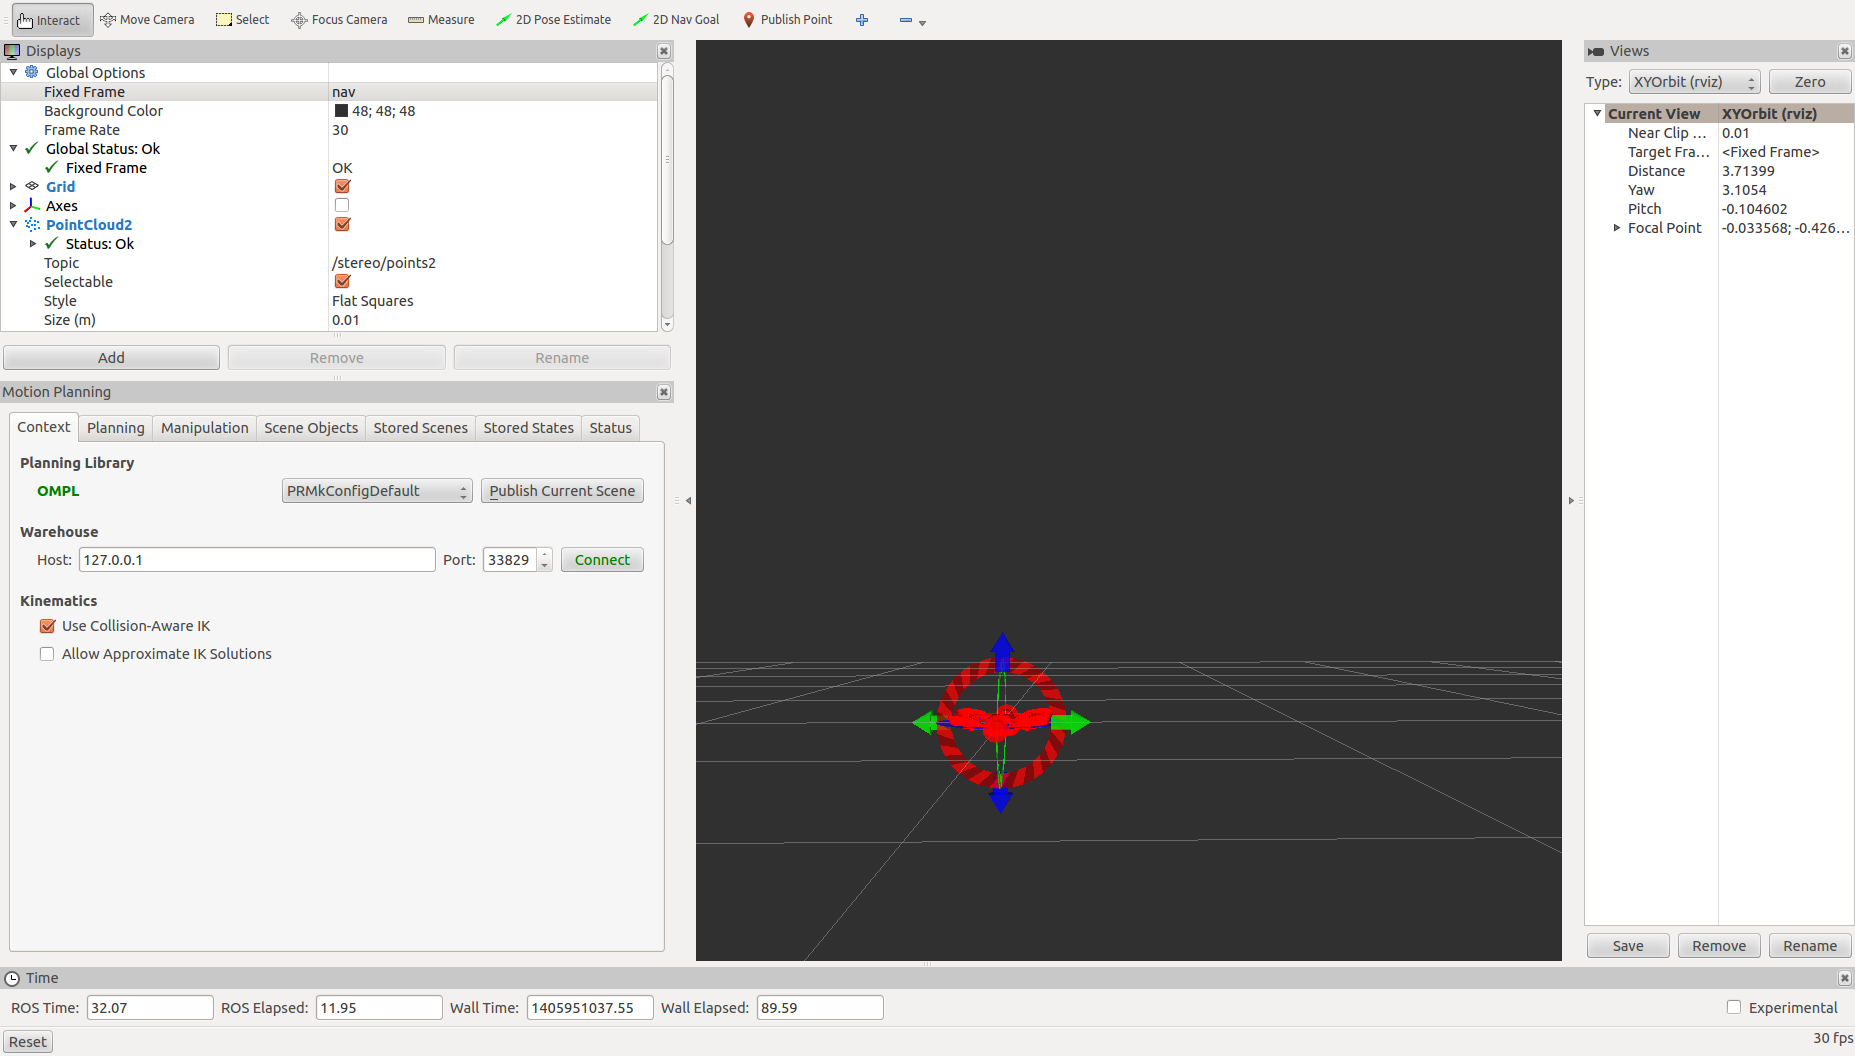 Interact Move Camera Select Focus Camera Measure 2D Pose Estimate 2D Nav Goal Publish Point
Displays
Global Options
Fixed Frame nav
Background Color 48; 48; 48
Frame Rate 30
Global Status: Ok
Fixed Frame OK
Grid
Axes
PointCloud2
Status: Ok
Topic /stereo/points2
Selectable
Style Flat Squares
Size (m) 0.01
Add Remove Rename
Motion Planning
Context Planning Manipulation Scene Objects Stored Scenes Stored States Status
Planning Library
OMPL PRMkConfigDefault Publish Current Scene
Warehouse
Host: 127.0.0.1 Port: 33829 Connect
Kinematics
Use Collision-Aware IK
Allow Approximate IK Solutions
Views
Type: XYOrbit (rviz) Zero
Current View XYOrbit (rviz)
Near Clip ... 0.01
Target Fra... <Fixed Frame>
Distance 3.71399
Yaw 3.1054
Pitch -0.104602
Focal Point -0.033568; -0.426...
Save Remove Rename
Time
ROS Time: 32.07 ROS Elapsed: 11.95 Wall Time: 1405951037.55 Wall Elapsed: 89.59 Experimental
Reset 30 fps